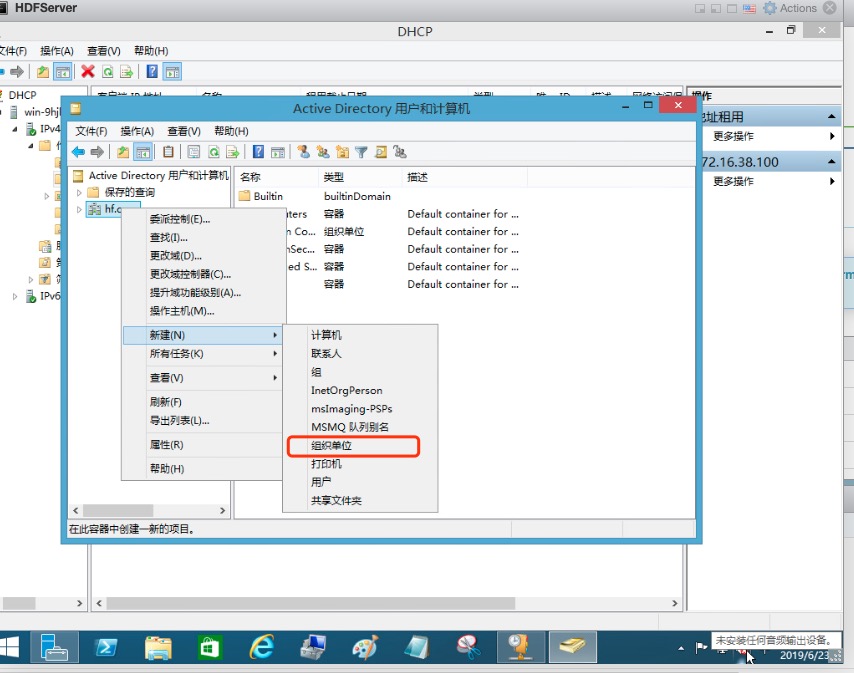 HDFServer
Actions
DHCP
文件(F) 操作(A) 查看(V) 帮助(H)
DHCP
IPv4
IPv6
操作
地址租用
更多操作
72.16.38.100
更多操作
Active Directory 用户和计算机
文件(F) 操作(A) 查看(V) 帮助(H)
Active Directory 用户和计算机
保存的查询
名称 类型 描述
Builtin builtinDomain
容器 Default container for ...
组织单位 Default container for ...
容器 Default container for ...
容器 Default container for ...
容器 Default container for ...
委派控制(E)...
查找(I)...
更改域(D)...
更改域控制器(C)...
提升域功能级别(A)...
操作主机(M)...
新建(N)
所有任务(K)
查看(V)
刷新(F)
导出列表(L)...
属性(R)
帮助(H)
计算机
联系人
组
InetOrgPerson
msImaging-PSPs
MSMQ 队列别名
组织单位
打印机
用户
共享文件夹
在此容器中创建一新的项目。
未安装任何音频输出设备。
2019/6/23